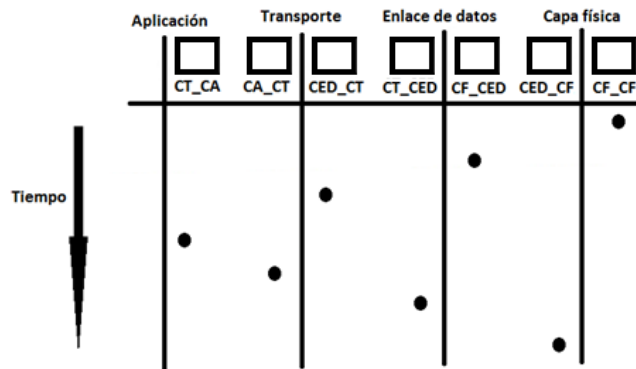 Aplicación Transporte Enlace de datos Capa física
CT_CA CA_CT CED_CT CT_CED CF_CED CED_CF CF_CF
Tiempo